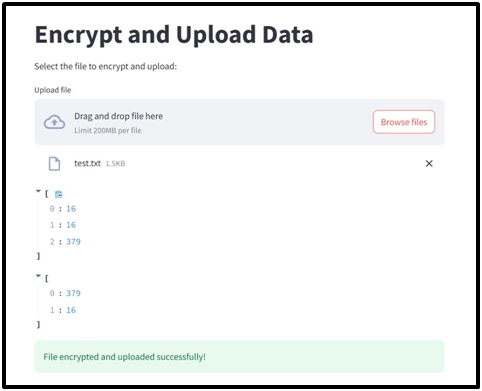 Encrypt and Upload Data
Select the file to encrypt and upload:
Upload file
Drag and drop file here
Limit 200MB per file
Browse files
test.txt 1.5KB
[
0 : 16
1 : 16
2 : 379
]
[
0 : 379
1 : 16
]
File encrypted and uploaded successfully!